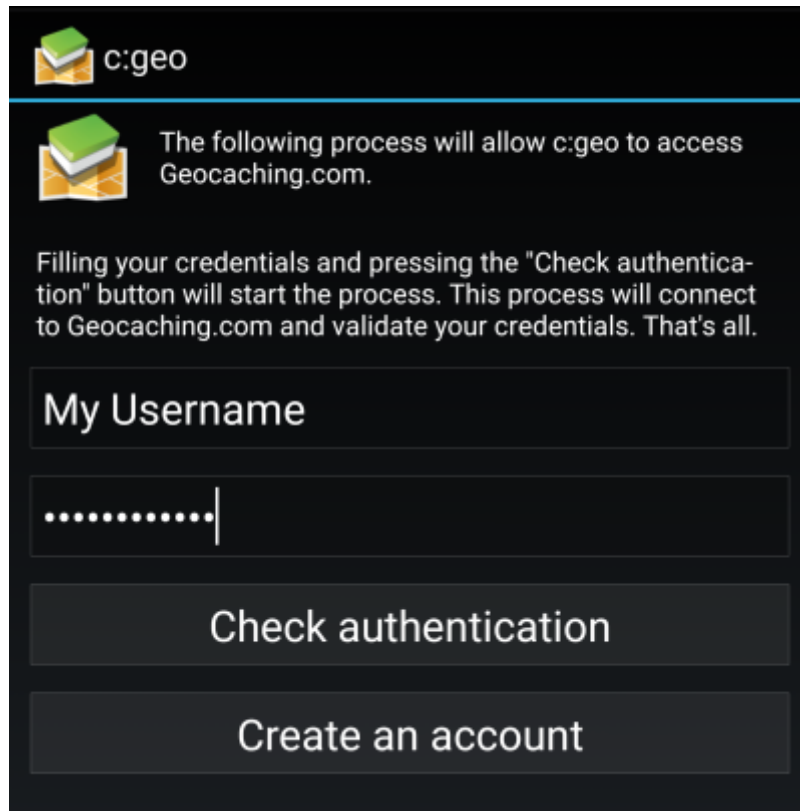 c:geo
The following process will allow c:geo to access
Geocaching.com.
Filling your credentials and pressing the "Check authentica-
tion" button will start the process. This process will connect
to Geocaching.com and validate your credentials. That's all.
My Username
••••••••••••
Check authentication
Create an account